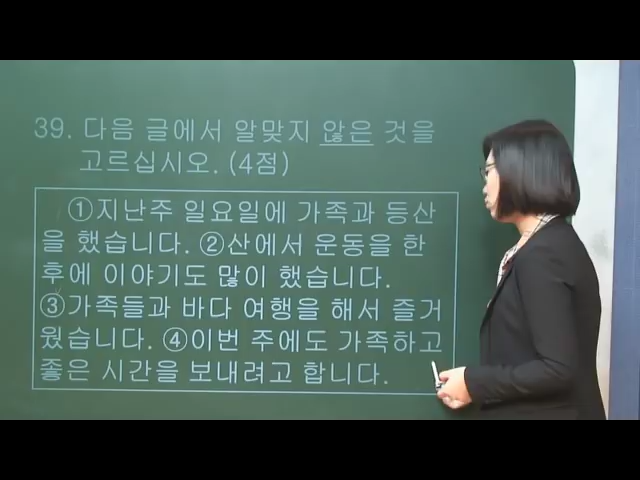 39. 다음 글에서 알맞지 않은 것을
고르십시오. (4점)
①지난주 일요일에 가족과 등산
을 했습니다. ②산에서 운동을 한
후에 이야기도 많이 했습니다.
③가족들과 바다 여행을 해서 즐거
웠습니다. ④이번 주에도 가족하고
좋은 시간을 보내려고 합니다.